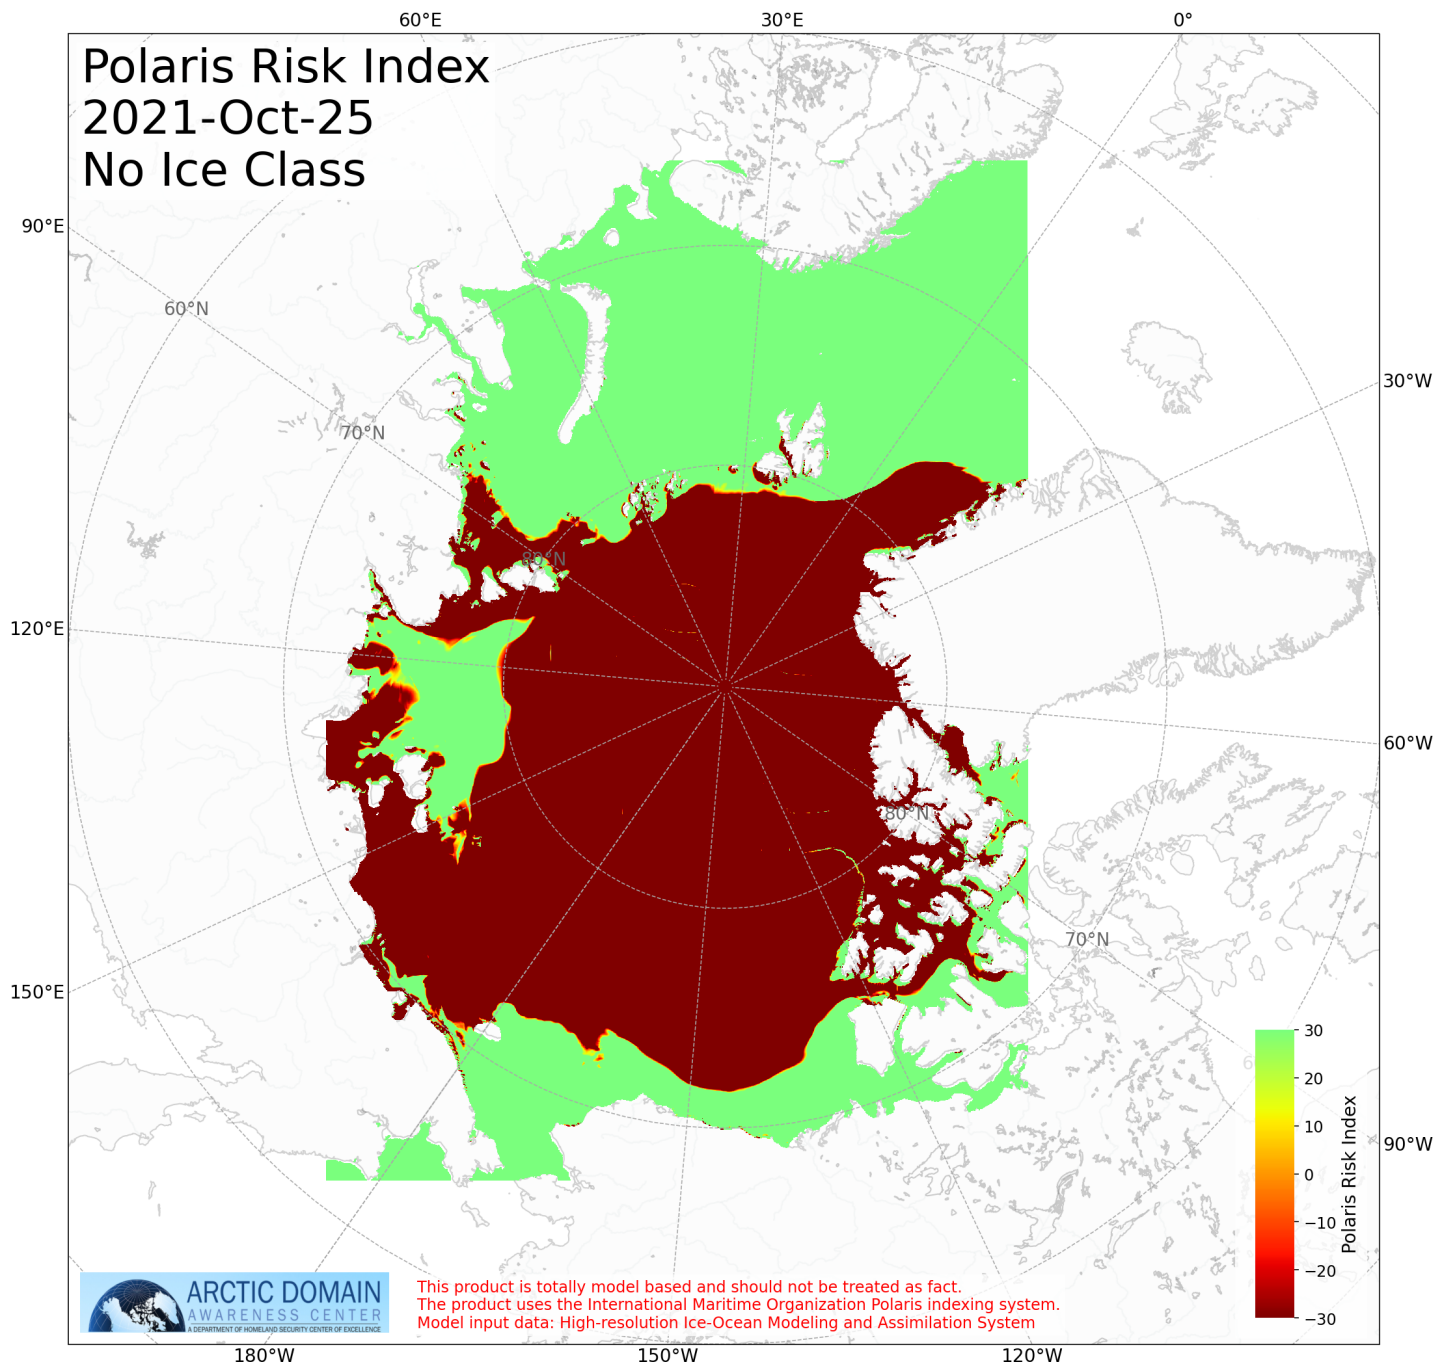 60°E 30°E 0°
Polaris Risk Index
2021-Oct-25
No Ice Class
90°E
60°N
30°W
70°N
80°N
120°E
60°W
80°N
70°N
150°E
30
20
10
0
−10
−20
−30
Polaris Risk Index
90°W
ARCTIC DOMAIN
AWARENESS CENTER
A DEPARTMENT OF HOMELAND SECURITY CENTER OF EXCELLENCE
This product is totally model based and should not be treated as fact.
The product uses the International Maritime Organization Polaris indexing system.
Model input data: High-resolution Ice-Ocean Modeling and Assimilation System
180°W 150°W 120°W